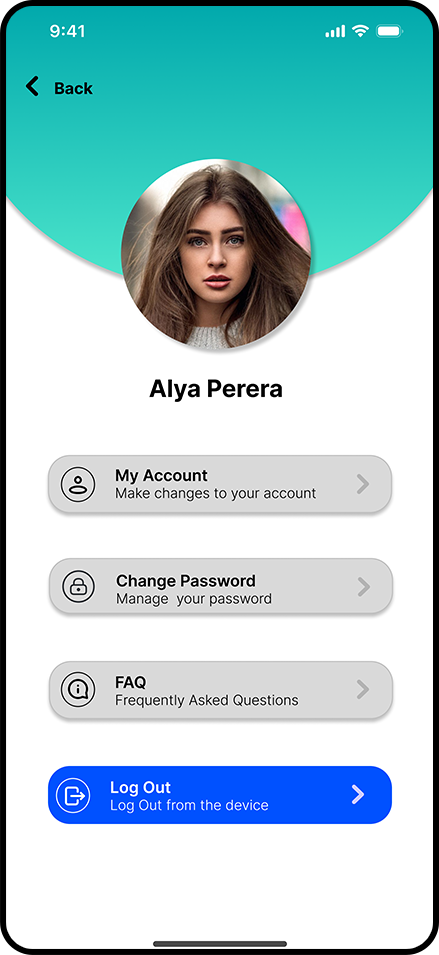 9:41
Back
Alya Perera
My Account
Make changes to your account
Change Password
Manage  your password
FAQ
Frequently Asked Questions
Log Out
Log Out from the device